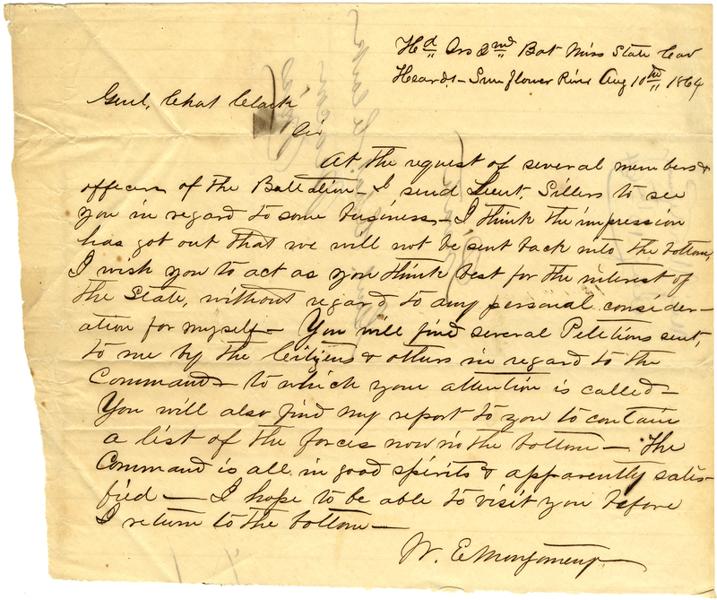 Hd Qrs 2nd Bat Miss State Cav
Heards - Sunflower River Aug 10th 1864
Genl, Chas Clark
Sir
At the request of several members &
officers of the Battalion I send Lieut. Sillers to see
you in regard to some business - I think the impression
has got out that we will not be sent back into the bottom,
I wish you to act as you think best for the interest of
the State, without regard to any personal consider-
ation for myself - You will find several Petitions sent,
to me by the Citizens & others in regard to the
Command - to which your attention is called -
You will also find my report to you to contain
a list of the forces now in the bottom - The
Command is all in good spirits & apparently satis-
fied - I hope to be able to visit you before
I return to the bottom -
W. E. Montgomery